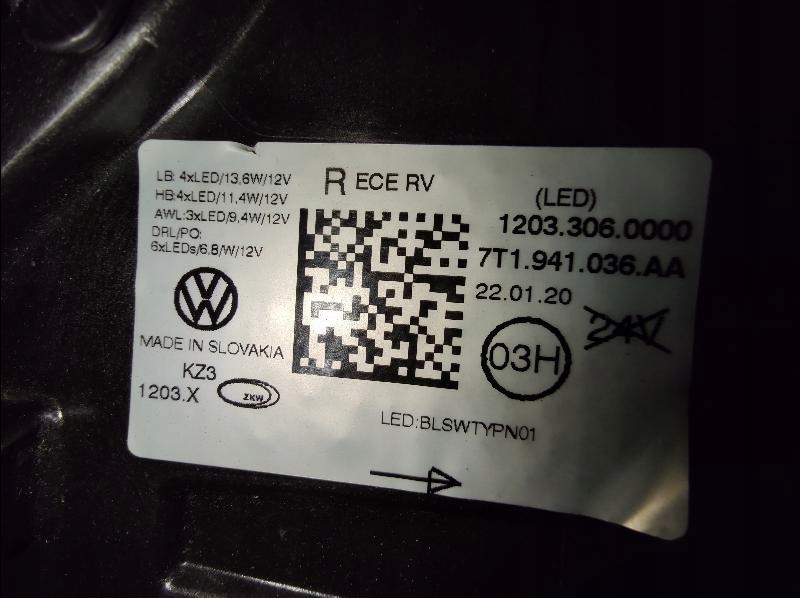 LB: 4xLED/13,6W/12V
HB:4xLED/11,4W/12V
AWL:3xLED/9,4W/12V
DRL/PO:
6xLEDs/6,8/W/12V
R ECE RV
(LED)
1203.306.0000
7T1.941.036.AA
22.01.20
24V
03H
VW
MADE IN SLOVAKIA
KZ3
1203.X
ZKW
LED:BLSWTYPN01